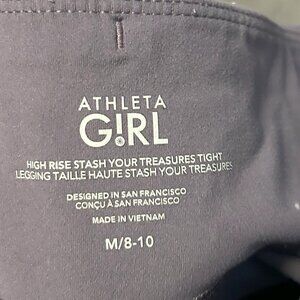 ATHLETA
G!RL
HIGH RISE STASH YOUR TREASURES TIGHT
LEGGING TAILLE HAUTE STASH YOUR TREASURES
DESIGNED IN SAN FRANCISCO
CONÇU À SAN FRANCISCO
MADE IN VIETNAM
M/8-10